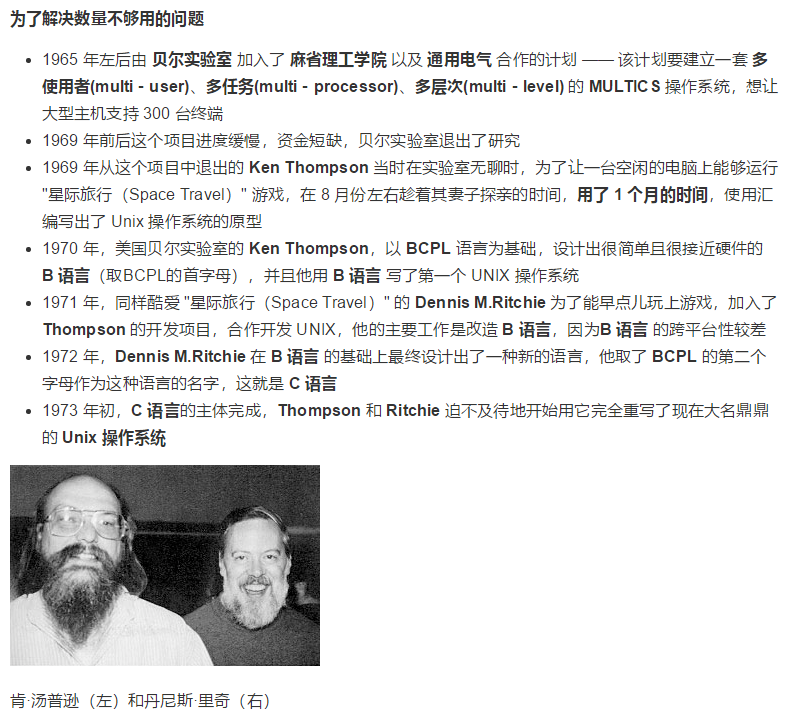 为了解决数量不够用的问题
1965 年左后由 贝尔实验室 加入了 麻省理工学院 以及 通用电气 合作的计划 —— 该计划要建立一套 多
使用者(multi - user)、多任务(multi - processor)、多层次(multi - level) 的 MULTICS 操作系统，想让
大型主机支持 300 台终端
1969 年前后这个项目进度缓慢，资金短缺，贝尔实验室退出了研究
1969 年从这个项目中退出的 Ken Thompson 当时在实验室无聊时，为了让一台空闲的电脑上能够运行
"星际旅行（Space Travel）" 游戏，在 8 月份左右趁着其妻子探亲的时间，用了 1 个月的时间，使用汇
编写出了 Unix 操作系统的原型
1970 年，美国贝尔实验室的 Ken Thompson，以 BCPL 语言为基础，设计出很简单且很接近硬件的
B 语言（取BCPL的首字母），并且他用 B 语言 写了第一个 UNIX 操作系统
1971 年，同样酷爱 "星际旅行（Space Travel）" 的 Dennis M.Ritchie 为了能早点儿玩上游戏，加入了
Thompson 的开发项目，合作开发 UNIX，他的主要工作是改造 B 语言，因为B 语言 的跨平台性较差
1972 年，Dennis M.Ritchie 在 B 语言 的基础上最终设计出了一种新的语言，他取了 BCPL 的第二个
字母作为这种语言的名字，这就是 C 语言
1973 年初，C 语言的主体完成，Thompson 和 Ritchie 迫不及待地开始用它完全重写了现在大名鼎鼎
的 Unix 操作系统
肯·汤普逊（左）和丹尼斯·里奇（右）